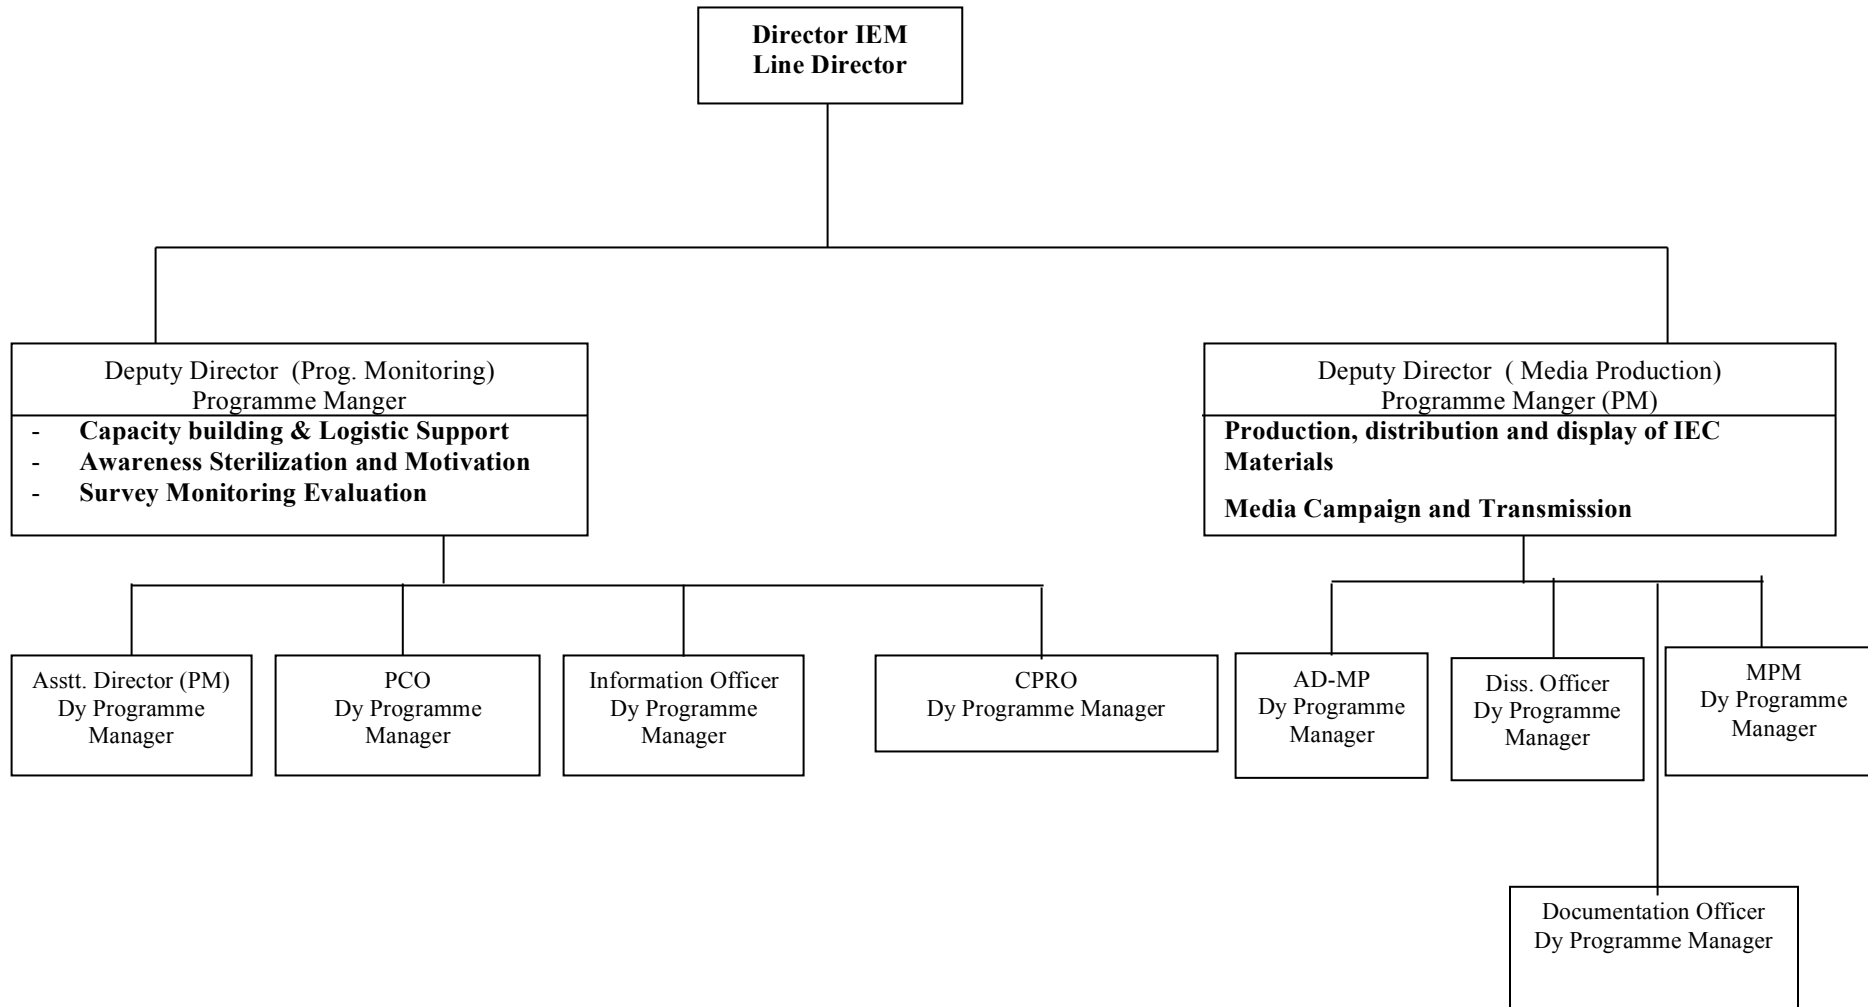 Director IEM
Line Director
Deputy Director (Prog. Monitoring)
Programme Manger
- Capacity building & Logistic Support
- Awareness Sterilization and Motivation
- Survey Monitoring Evaluation
Deputy Director ( Media Production)
Programme Manger (PM)
Production, distribution and display of IEC
Materials
Media Campaign and Transmission
Asstt. Director (PM)
Dy Programme
Manager
PCO
Dy Programme
Manager
Information Officer
Dy Programme
Manager
CPRO
Dy Programme Manager
AD-MP
Dy Programme
Manager
Diss. Officer
Dy Programme
Manager
MPM
Dy Programme
Manager
Documentation Officer
Dy Programme Manager